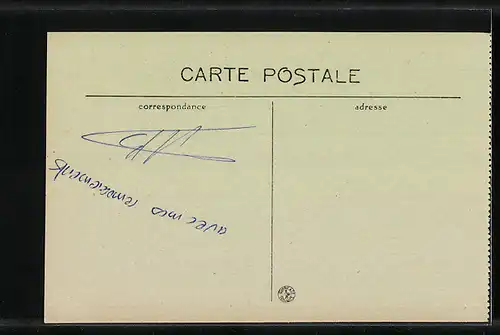 CARTE POSTALE
correspondance
adresse
avec mes remerciements